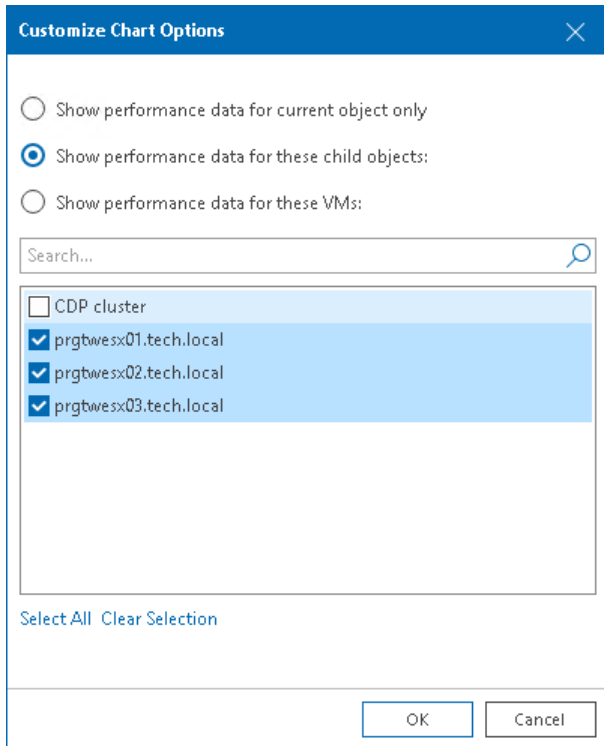 Customize Chart Options
Show performance data for current object only
Show performance data for these child objects:
Show performance data for these VMs:
Search...
CDP cluster
prgtwesx01.tech.local
prgtwesx02.tech.local
prgtwesx03.tech.local
Select All Clear Selection
OK Cancel